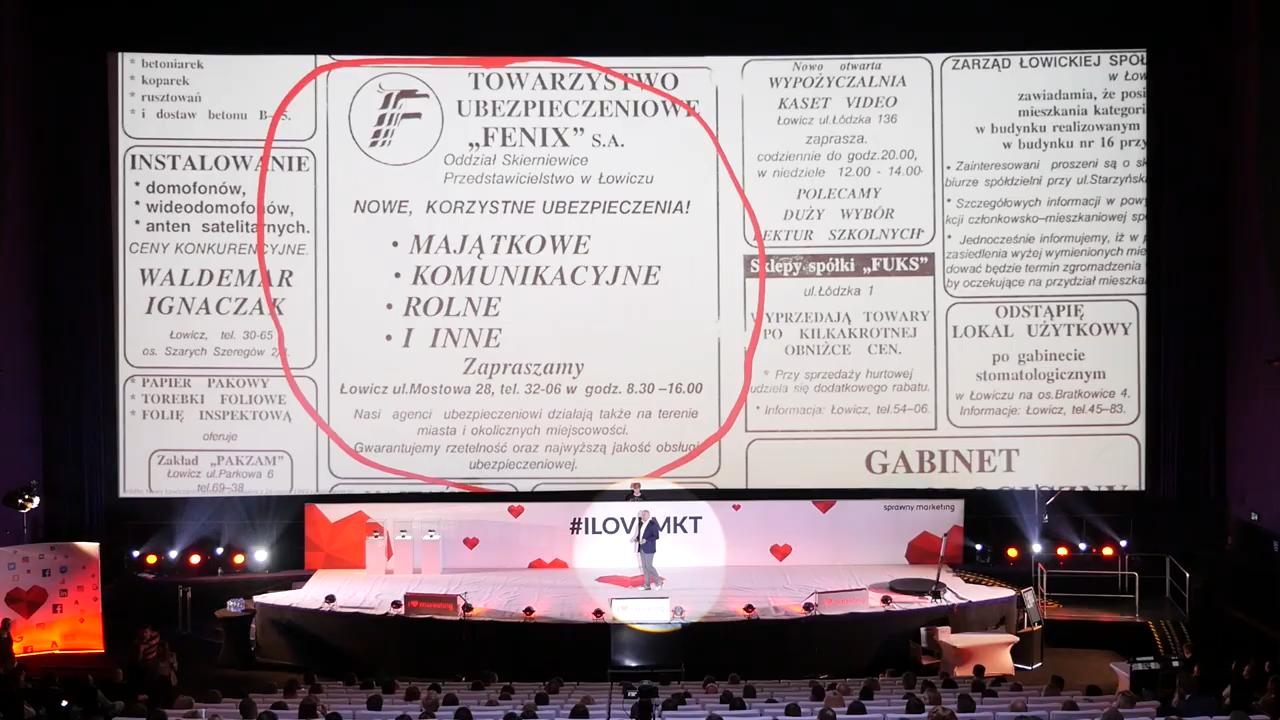 * betoniarek
* koparek
* rusztowań
* i dostaw betonu B-
INSTALOWANIE
* domofonów,
* wideodomofonów,
* anten satelitarnych.
CENY KONKURENCYJNE.
WALDEMAR
IGNACZAK
Łowicz, tel. 30-65
os. Szarych Szeregów
* PAPIER PAKOWY
* TOREBKI FOLIOWE
* FOLIĘ INSPEKTOWĄ
oferuje
Zakład „PAKZAM”
Łowicz ul.Parkowa 6
tel.69-38
TOWARZYSTWO
UBEZPIECZENIOWE
„FENIX” S.A.
Oddział Skierniewice
Przedstawicielstwo w Łowiczu
NOWE, KORZYSTNE UBEZPIECZENIA!
• MAJĄTKOWE
• KOMUNIKACYJNE
• ROLNE
• I INNE
Zapraszamy
Łowicz ul.Mostowa 28, tel. 32-06 w godz. 8.30 –16.00
Nasi agenci ubezpieczeniowi działają także na terenie
miasta i okolicznych miejscowości.
Gwarantujemy rzetelność oraz najwyższą jakość obsługi
ubezpieczeniowej.
Nowo otwarta
WYPOŻYCZALNIA
KASET VIDEO
Łowicz ul.Łódzka 136
zaprasza.
codziennie do godz.20.00,
w niedziele 12.00 - 14.00
POLECAMY
DUŻY WYBÓR
LEKTUR SZKOLNYCH
Sklepy spółki „FUKS”
ul.Łódzka 1
WYPRZEDAJĄ TOWARY
PO KILKAKROTNEJ
OBNIŻCE CEN.
* Przy sprzedaży hurtowej
udziela się dodatkowego rabatu.
* Informacja: Łowicz, tel.54–06.
ZARZĄD ŁOWICKIEJ SPÓŁ
w Łow
zawiadamia, że posi
mieszkania kategori
w budynku realizowanym
w budynku nr 16 przy
* Zainteresowani proszeni są o sk
biurze spółdzielni przy ul.Starzyńsk
* Szczegółowych informacji w pow
kcji członkowsko–mieszkaniowej sp
* Jednocześnie informujemy, iż w p
zasiedlenia wyżej wymienionych mie
dować będzie termin zgromadzenia
by oczekujące na przydział mieszka
ODSTĄPIĘ
LOKAL UŻYTKOWY
po gabinecie
stomatologicznym
w Łowiczu na os.Bratkowice 4.
Informacje: Łowicz, tel.45–83.
GABINET
sprawny marketing
#ILOVEMKT
I marketing